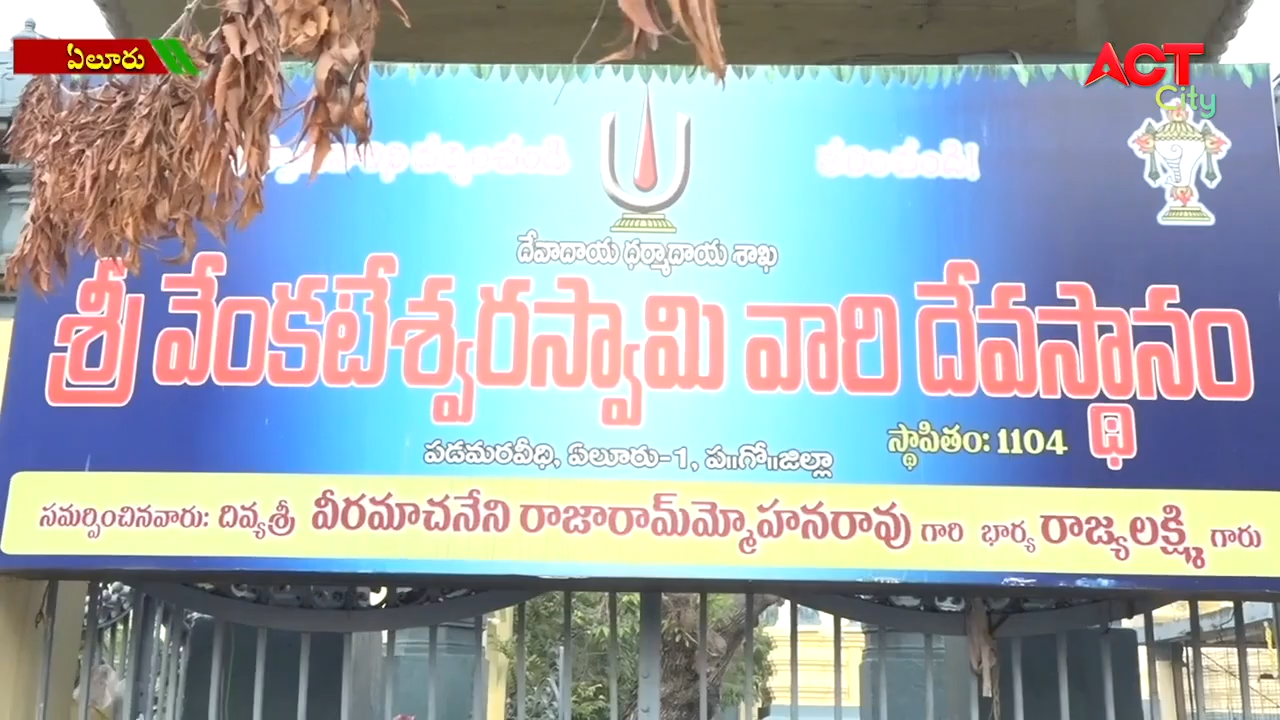 ఏలూరు
ACT
City
దేవాదాయ ధర్మాదాయ శాఖ
శ్రీ వేంకటేశ్వరస్వామి వారి దేవస్థానం
స్థాపితం: 1104
పడమరవీధి, ఏలూరు-1, ప॥గో॥జిల్లా
సమర్పించినవారు: దివ్యశ్రీ వీరమాచనేని రాజారామ్మోహనరావు గారి భార్య రాజ్యలక్ష్మి గారు